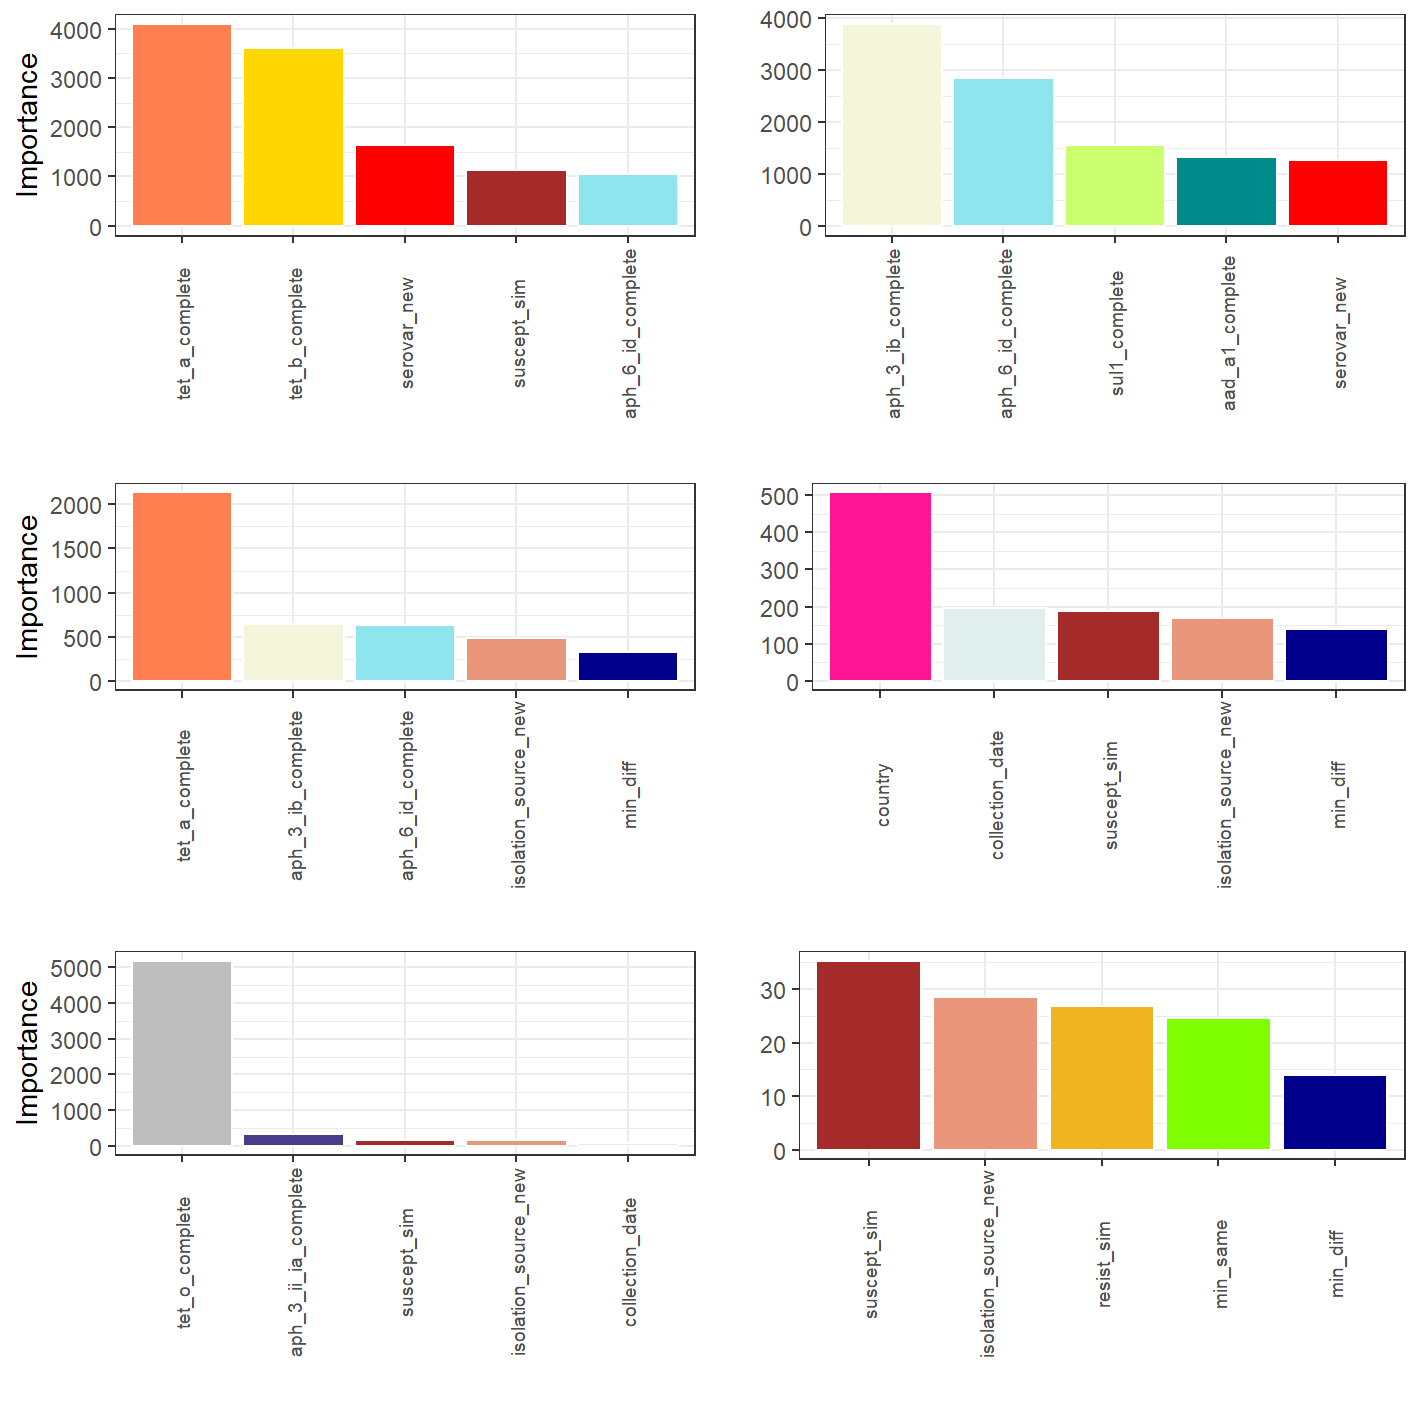 Importance
4000
3000
2000
1000
0
tet_a_complete
tet_b_complete
serovar_new
suscept_sim
aph_6_id_complete
4000
3000
2000
1000
0
aph_3_ib_complete
aph_6_id_complete
sul1_complete
aad_a1_complete
serovar_new
Importance
2000
1500
1000
500
0
tet_a_complete
aph_3_ib_complete
aph_6_id_complete
isolation_source_new
min_diff
500
400
300
200
100
0
country
collection_date
suscept_sim
isolation_source_new
min_diff
Importance
5000
4000
3000
2000
1000
0
tet_o_complete
aph_3_ii_ia_complete
suscept_sim
isolation_source_new
collection_date
30
20
10
0
suscept_sim
isolation_source_new
resist_sim
min_same
min_diff